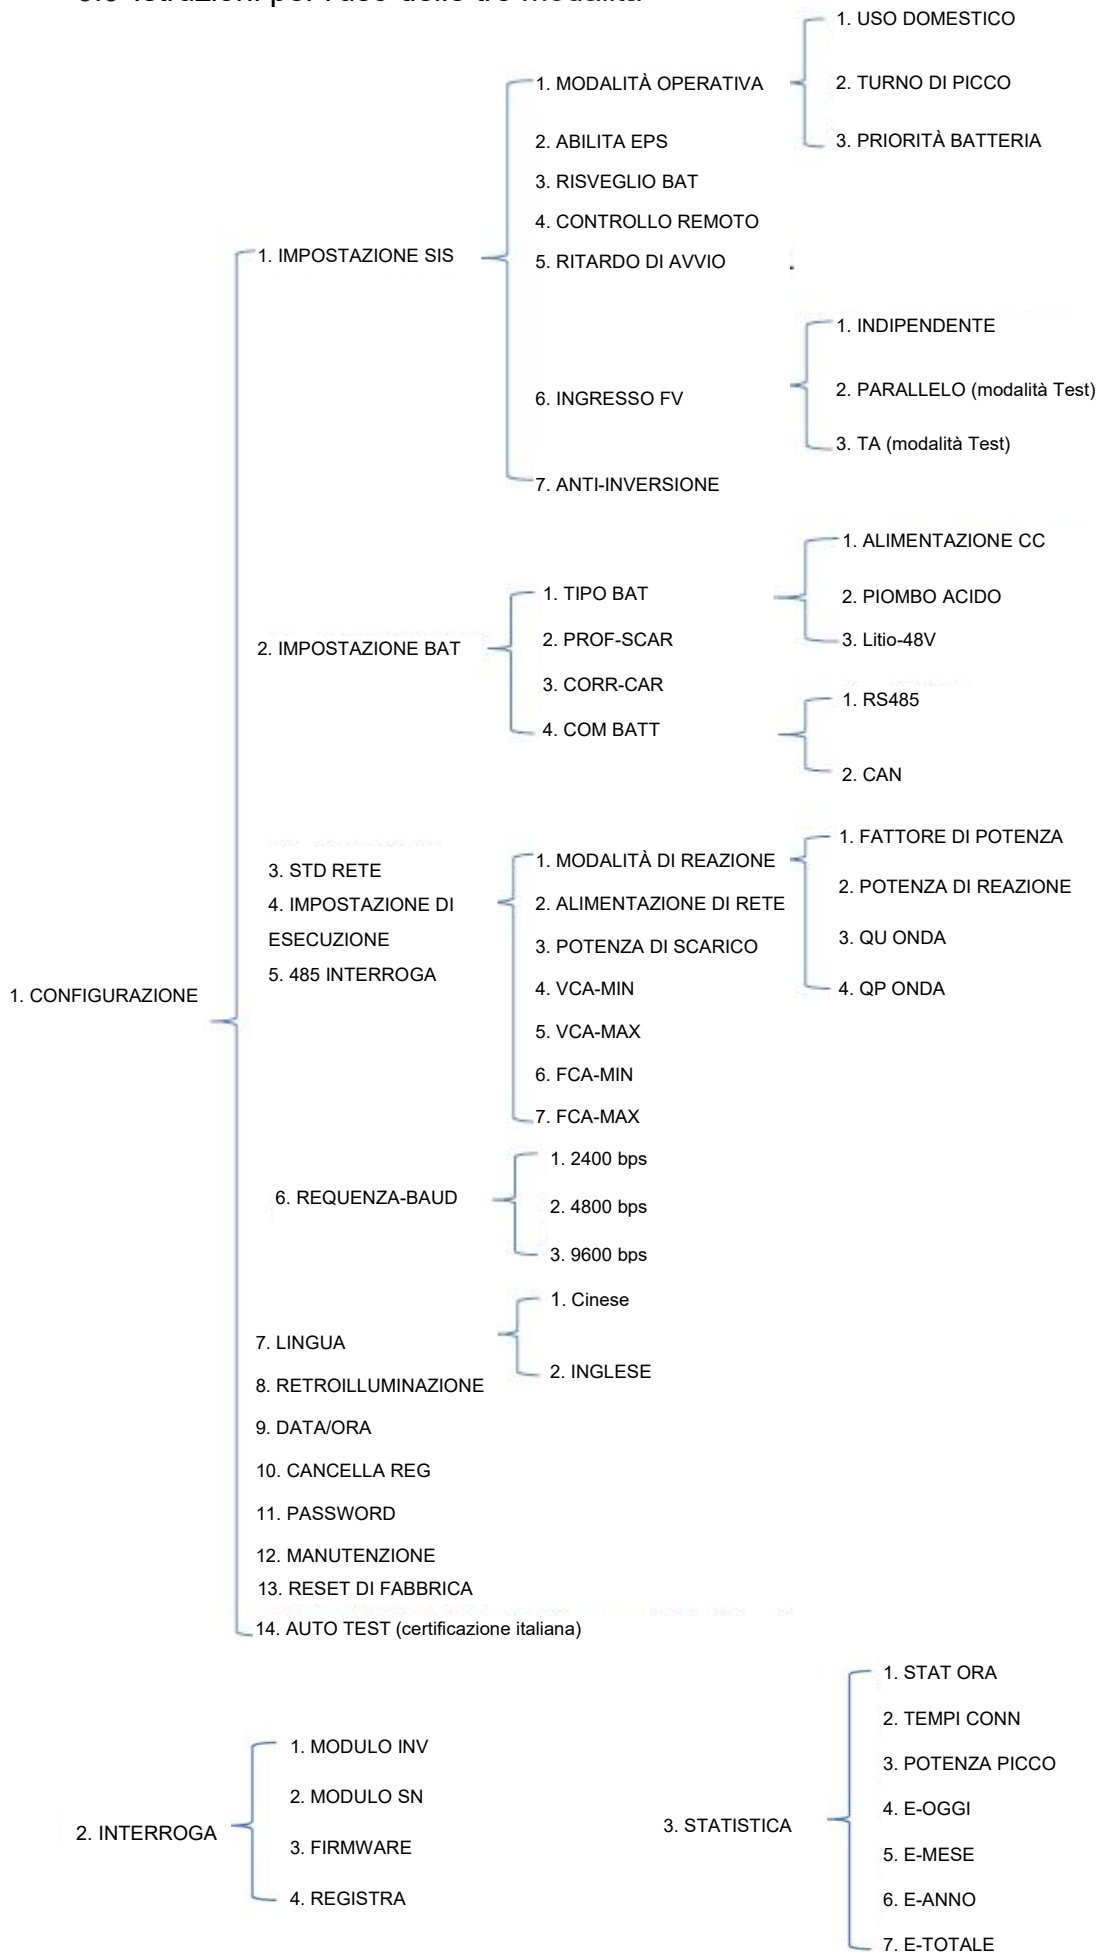 1. USO DOMESTICO
1. MODALITÀ OPERATIVA
2. TURNO DI PICCO
2. ABILITA EPS
3. PRIORITÀ BATTERIA
3. RISVEGLIO BAT
4. CONTROLLO REMOTO
1. IMPOSTAZIONE SIS
5. RITARDO DI AVVIO
1. INDIPENDENTE
6. INGRESSO FV
2. PARALLELO (modalità Test)
3. TA (modalità Test)
7. ANTI-INVERSIONE
1. ALIMENTAZIONE CC
1. TIPO BAT
2. PIOMBO ACIDO
2. IMPOSTAZIONE BAT
2. PROF-SCAR
3. Litio-48V
3. CORR-CAR
1. RS485
4. COM BATT
2. CAN
1. FATTORE DI POTENZA
3. STD RETE
1. MODALITÀ DI REAZIONE
2. POTENZA DI REAZIONE
4. IMPOSTAZIONE DI
ESECUZIONE
2. ALIMENTAZIONE DI RETE
3. QU ONDA
5. 485 INTERROGA
3. POTENZA DI SCARICO
4. QP ONDA
1. CONFIGURAZIONE
4. VCA-MIN
5. VCA-MAX
6. FCA-MIN
7. FCA-MAX
1. 2400 bps
6. REQUENZA-BAUD
2. 4800 bps
3. 9600 bps
1. Cinese
7. LINGUA
2. INGLESE
8. RETROILLUMINAZIONE
9. DATA/ORA
10. CANCELLA REG
11. PASSWORD
12. MANUTENZIONE
13. RESET DI FABBRICA
14. AUTO TEST (certificazione italiana)
1. MODULO INV
2. INTERROGA
2. MODULO SN
3. FIRMWARE
4. REGISTRA
3. STATISTICA
1. STAT ORA
2. TEMPI CONN
3. POTENZA PICCO
4. E-OGGI
5. E-MESE
6. E-ANNO
7. E-TOTALE